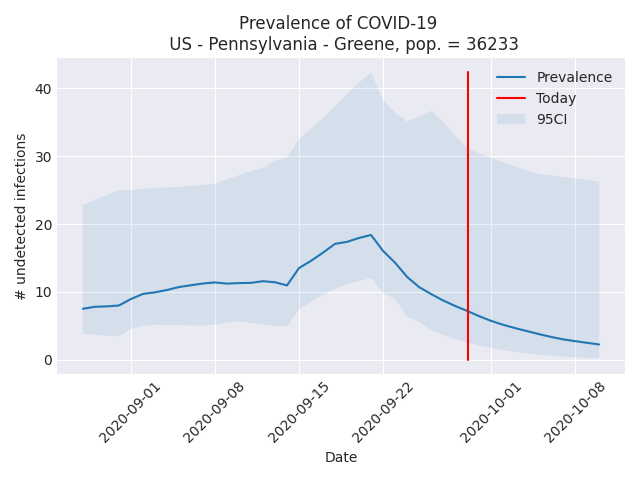 Prevalence of COVID-19
US - Pennsylvania - Greene, pop. = 36233
Prevalence
Today
95CI
# undetected infections
40
30
20
10
0
2020-09-01
2020-09-08
2020-09-15
2020-09-22
2020-10-01
2020-10-08
Date